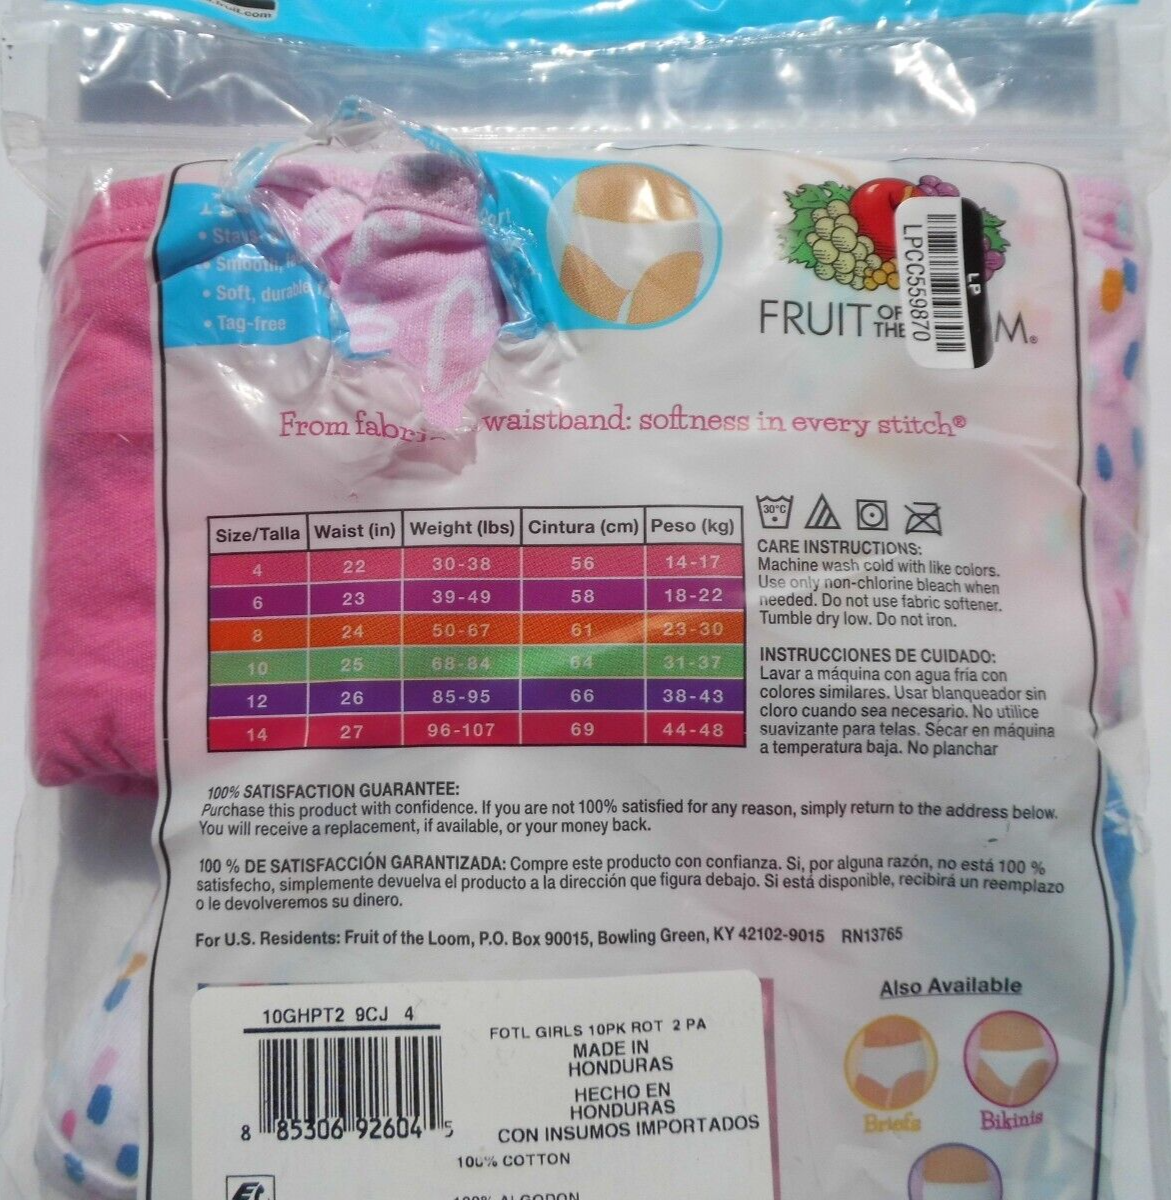 • Stays
• Smooth,
• Soft, durable
• Tag-free
FRUIT OF THE M®
LP
LPCC559870
From fabr waistband: softness in every stitch®
Size/Talla Waist (in) Weight (lbs) Cintura (cm) Peso (kg)
4 22 30-38 56 14-17
6 23 39-49 58 18-22
8 24 50-67 61 23-30
10 25 68-84 64 31-37
12 26 85-95 66 38-43
14 27 96-107 69 44-48
30°C
CARE INSTRUCTIONS:
Machine wash cold with like colors.
Use only non-chlorine bleach when
needed. Do not use fabric softener.
Tumble dry low. Do not iron.
INSTRUCCIONES DE CUIDADO:
Lavar a máquina con agua fría con
colores similares. Usar blanqueador sin
cloro cuando sea necesario. No utilice
suavizante para telas. Secar en máquina
a temperatura baja. No planchar
100% SATISFACTION GUARANTEE:
Purchase this product with confidence. If you are not 100% satisfied for any reason, simply return to the address below.
You will receive a replacement, if available, or your money back.
100 % DE SATISFACCIÓN GARANTIZADA: Compre este producto con confianza. Si, por alguna razón, no está 100 %
satisfecho, simplemente devuelva el producto a la dirección que figura debajo. Si está disponible, recibirá un reemplazo
o le devolveremos su dinero.
For U.S. Residents: Fruit of the Loom, P.O. Box 90015, Bowling Green, KY 42102-9015 RN13765
10GHPT2 9CJ 4
8 85306 92604 5
FOTL GIRLS 10PK ROT 2 PA
MADE IN
HONDURAS
HECHO EN
HONDURAS
CON INSUMOS IMPORTADOS
100% COTTON
100% ALGODON
Also Available
Briefs
Bikinis